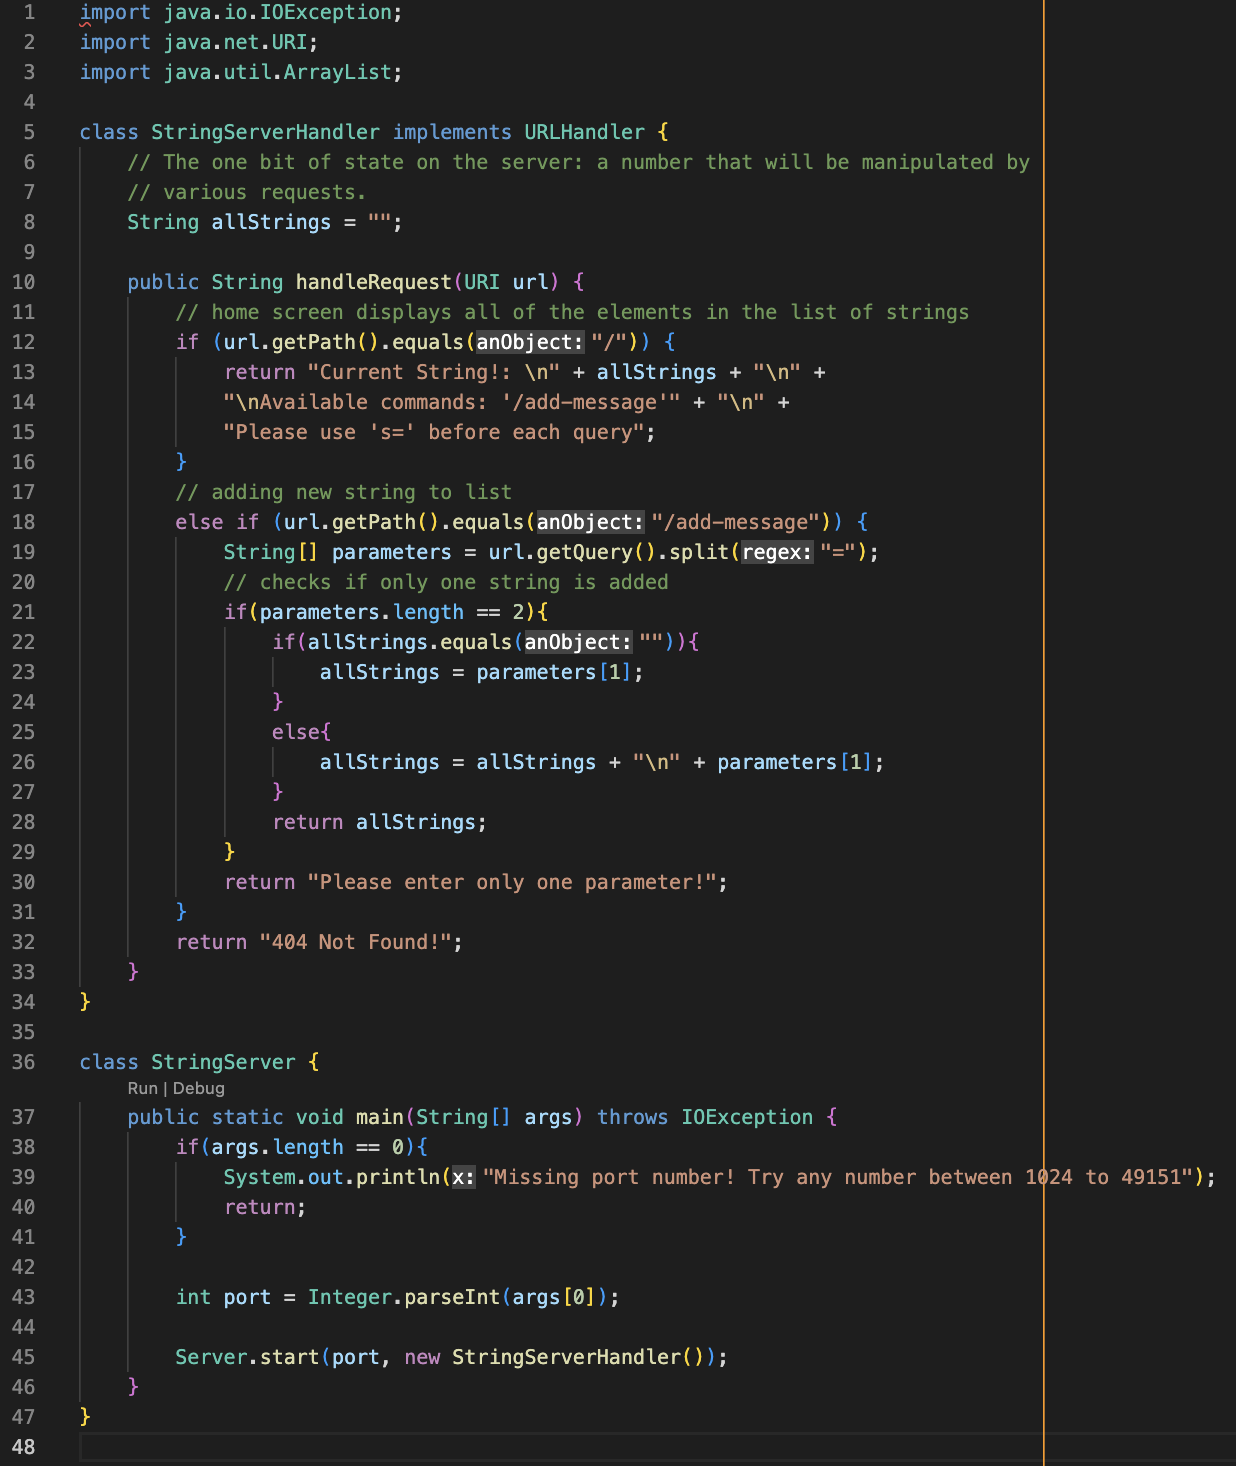 1 import java.io.IOException;
2 import java.net.URI;
3 import java.util.ArrayList;
4
5 class StringServerHandler implements URLHandler {
6     // The one bit of state on the server: a number that will be manipulated by
7     // various requests.
8     String allStrings = "";
9
10     public String handleRequest(URI url) {
11         // home screen displays all of the elements in the list of strings
12         if (url.getPath().equals(anObject: "/")) {
13             return "Current String!: \n" + allStrings + "\n" +
14             "\nAvailable commands: '/add-message'" + "\n" +
15             "Please use 's=' before each query";
16         }
17         // adding new string to list
18         else if (url.getPath().equals(anObject: "/add-message")) {
19             String[] parameters = url.getQuery().split(regex: "=");
20             // checks if only one string is added
21             if(parameters.length == 2){
22                 if(allStrings.equals(anObject: "")){
23                     allStrings = parameters[1];
24                 }
25                 else{
26                     allStrings = allStrings + "\n" + parameters[1];
27                 }
28                 return allStrings;
29             }
30             return "Please enter only one parameter!";
31         }
32         return "404 Not Found!";
33     }
34 }
35
36 class StringServer {
Run | Debug
37     public static void main(String[] args) throws IOException {
38         if(args.length == 0){
39             System.out.println(x: "Missing port number! Try any number between 1024 to 49151");
40             return;
41         }
42
43         int port = Integer.parseInt(args[0]);
44
45         Server.start(port, new StringServerHandler());
46     }
47 }
48